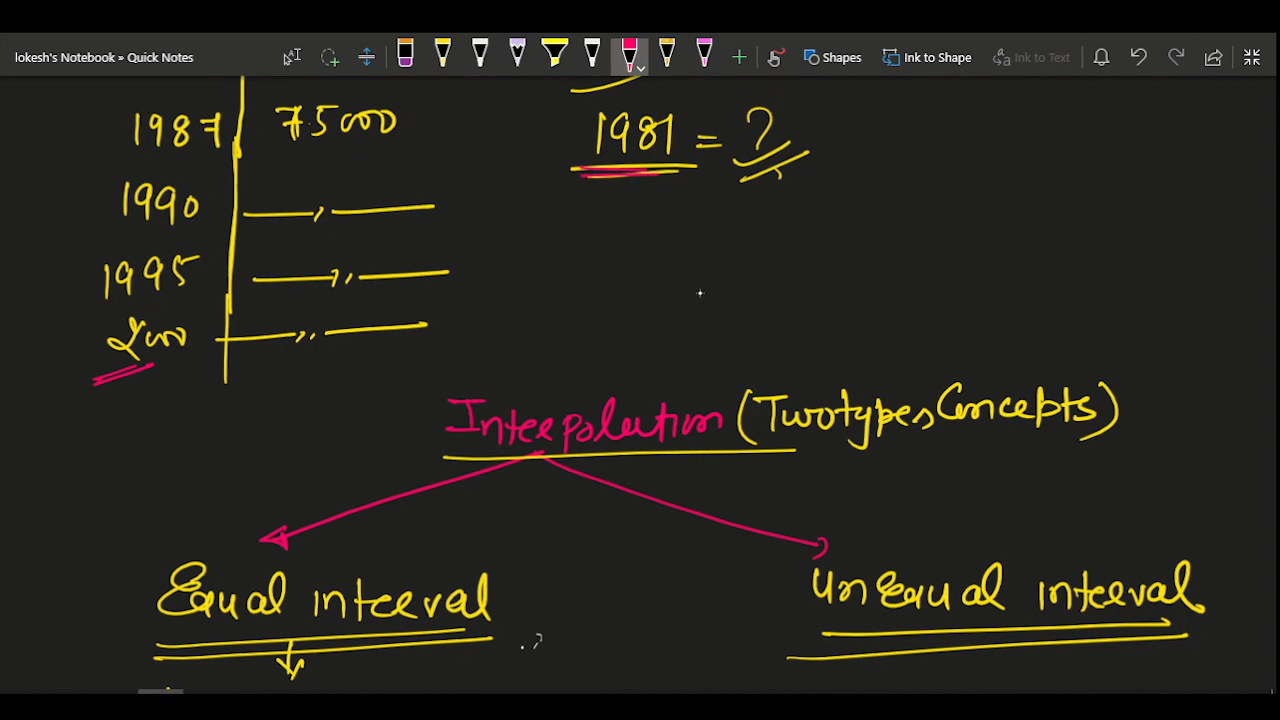 lokesh's Notebook » Quick Notes
Shapes
Ink to Shape
Ink to Text
1987 75000
1981 = ?
1990
1995
2000
Interpolation (Two types Concepts)
Equal interval
UnEqual interval